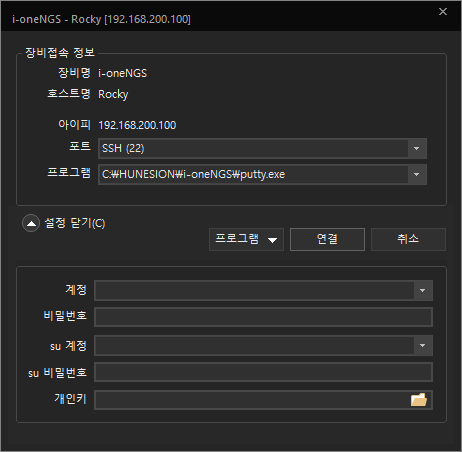 i-oneNGS - Rocky [192.168.200.100]
장비접속 정보
장비명 i-oneNGS
호스트명 Rocky
아이피 192.168.200.100
포트 SSH (22)
프로그램 C:₩HUNESION₩i-oneNGS₩putty.exe
설정 닫기(C)
프로그램 연결 취소
계정
비밀번호
su 계정
su 비밀번호
개인키